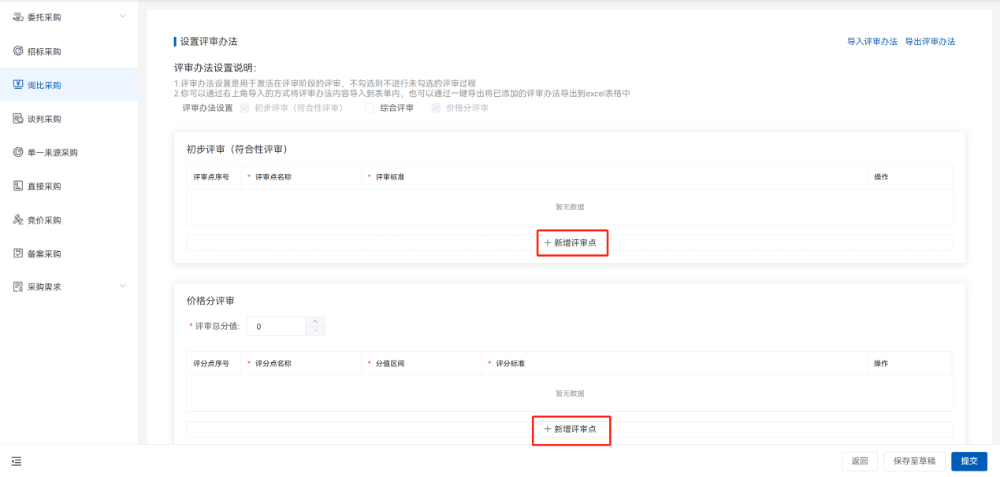 委托采购
招标采购
询比采购
谈判采购
单一来源采购
直接采购
竞价采购
备案采购
采购需求
设置评审办法
导入评审办法 导出评审办法
评审办法设置说明：
1.评审办法设置是用于激活在评审阶段的评审，不勾选则不进行未勾选的评审过程
2.你可以通过右上角导入的方式将评审办法内容导入到表单内，也可以通过一键导出将已添加的评审办法导出到excel表格中
评审办法设置 初步评审（符合性评审） 综合评审 价格分评审
初步评审（符合性评审）
评审点序号 * 评审点名称 * 评审标准 操作
暂无数据
+ 新增评审点
价格分评审
* 评审总分值: 0
评分点序号 * 评分点名称 * 分值区间 * 评分标准 操作
暂无数据
+ 新增评审点
返回 保存至草稿 提交